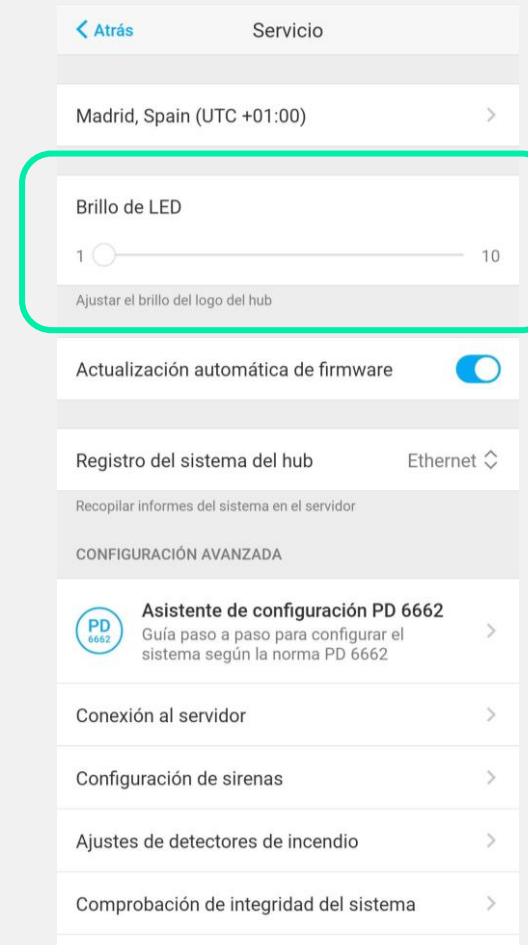 Atrás
Servicio
Madrid, Spain (UTC +01:00)
Brillo de LED
1
10
Ajustar el brillo del logo del hub
Actualización automática de firmware
Registro del sistema del hub
Ethernet
Recopilar informes del sistema en el servidor
CONFIGURACIÓN AVANZADA
PD
6662
Asistente de configuración PD 6662
Guía paso a paso para configurar el
sistema según la norma PD 6662
Conexión al servidor
Configuración de sirenas
Ajustes de detectores de incendio
Comprobación de integridad del sistema